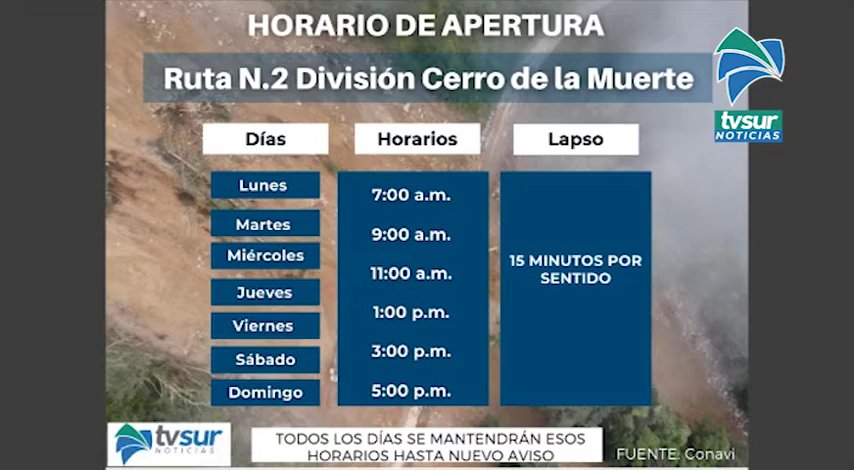 HORARIO DE APERTURA
Ruta N.2 División Cerro de la Muerte
tvsur
NOTICIAS
Días
Horarios
Lapso
Lunes
Martes
Miércoles
Jueves
Viernes
Sábado
Domingo
7:00 a.m.
9:00 a.m.
11:00 a.m.
1:00 p.m.
3:00 p.m.
5:00 p.m.
15 MINUTOS POR
SENTIDO
tvsur
NOTICIAS
TODOS LOS DÍAS SE MANTENDRÁN ESOS
HORARIOS HASTA NUEVO AVISO
FUENTE: Conavi